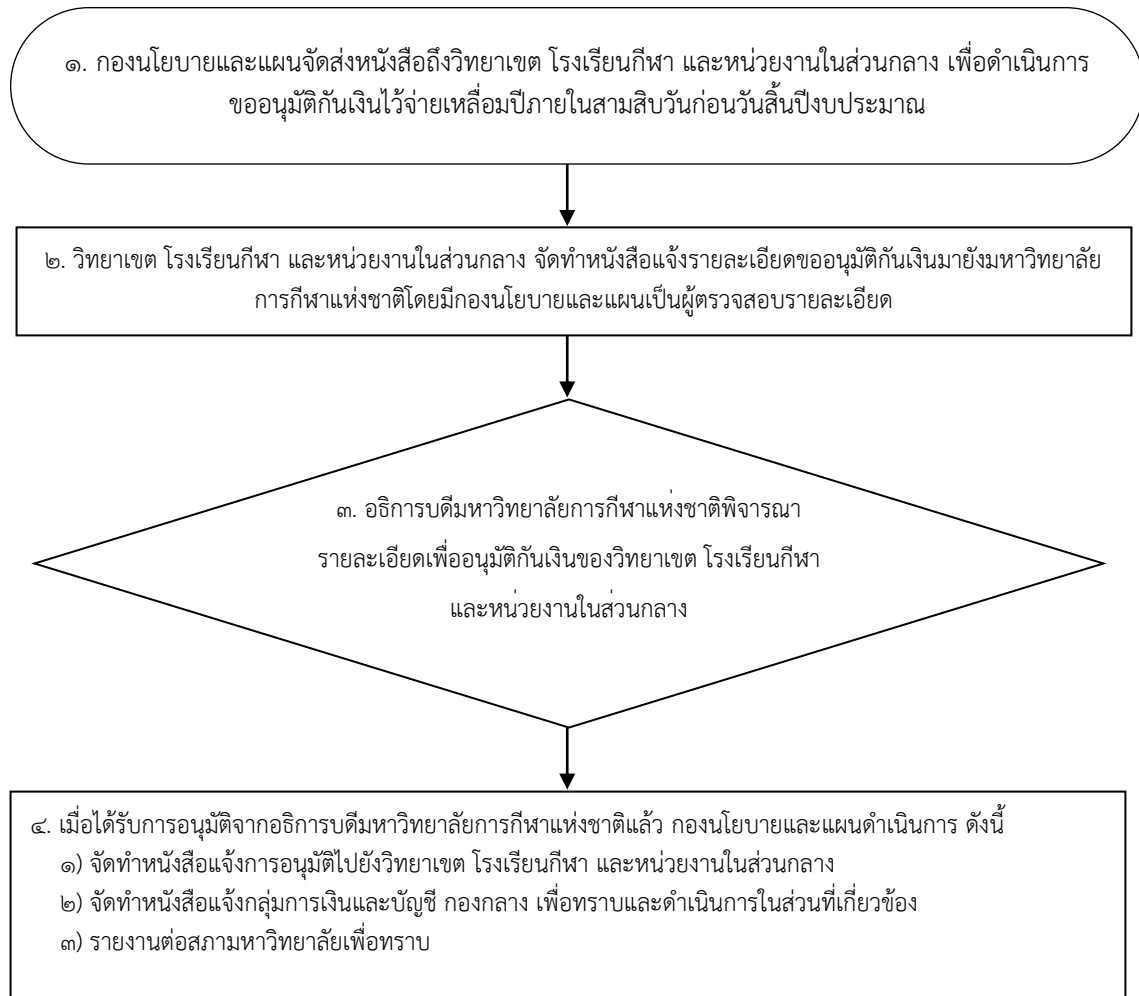 ๑. กองนโยบายและแผนจัดส่งหนังสือถึงวิทยาเขต โรงเรียนกีฬา และหน่วยงานในส่วนกลาง เพื่อดำเนินการ
ขออนุมัติกันเงินไว้จ่ายเหลื่อมปีภายในสามสิบวันก่อนวันสิ้นปีงบประมาณ
๒. วิทยาเขต โรงเรียนกีฬา และหน่วยงานในส่วนกลาง จัดทำหนังสือแจ้งรายละเอียดขออนุมัติกันเงินมายังมหาวิทยาลัย
การกีฬาแห่งชาติโดยมีกองนโยบายและแผนเป็นผู้ตรวจสอบรายละเอียด
๓. อธิการบดีมหาวิทยาลัยการกีฬาแห่งชาติพิจารณา
รายละเอียดเพื่ออนุมัติกันเงินของวิทยาเขต โรงเรียนกีฬา
และหน่วยงานในส่วนกลาง
๔. เมื่อได้รับการอนุมัติจากอธิการบดีมหาวิทยาลัยการกีฬาแห่งชาติแล้ว กองนโยบายและแผนดำเนินการ ดังนี้
๑) จัดทำหนังสือแจ้งการอนุมัติไปยังวิทยาเขต โรงเรียนกีฬา และหน่วยงานในส่วนกลาง
๒) จัดทำหนังสือแจ้งกลุ่มการเงินและบัญชี กองกลาง เพื่อทราบและดำเนินการในส่วนที่เกี่ยวข้อง
๓) รายงานต่อสภามหาวิทยาลัยเพื่อทราบ